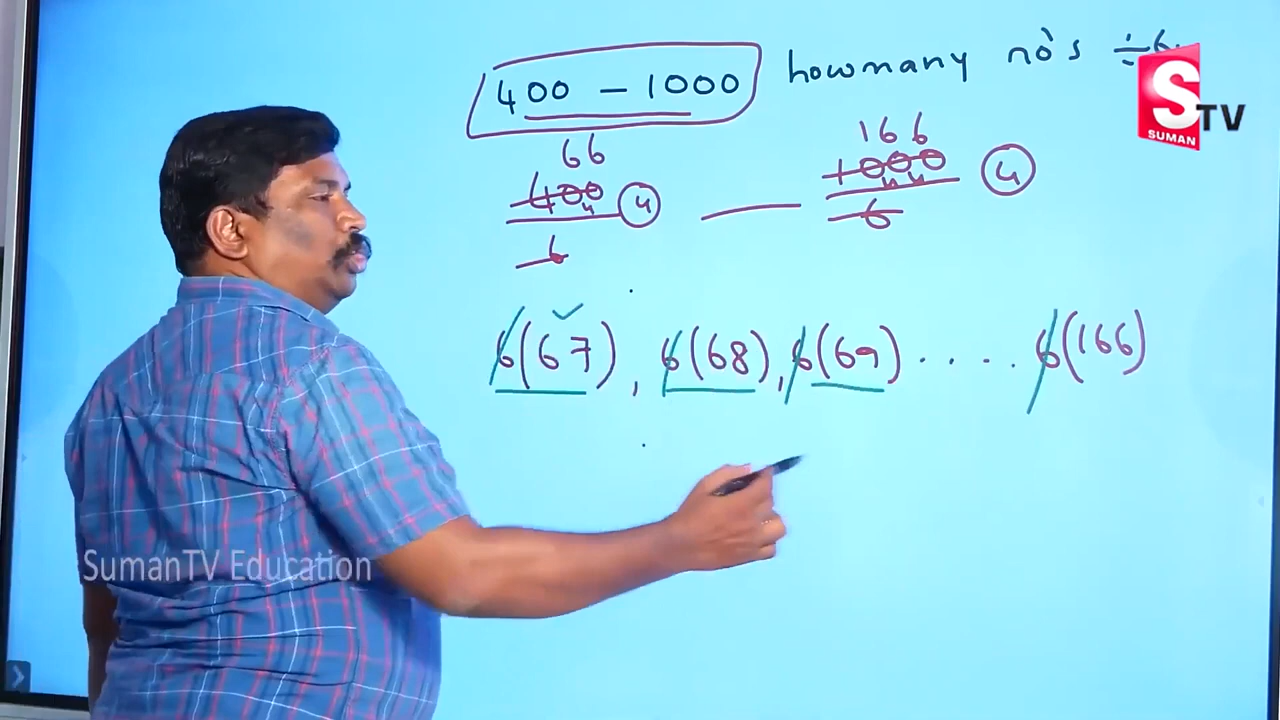 400 - 1000 howmany no's ÷6
S TV
SUMAN
66 166
400 4 — 1000 4
6 6
6(67), 6(68), 6(69) ..... 6(166)
SumanTV Education